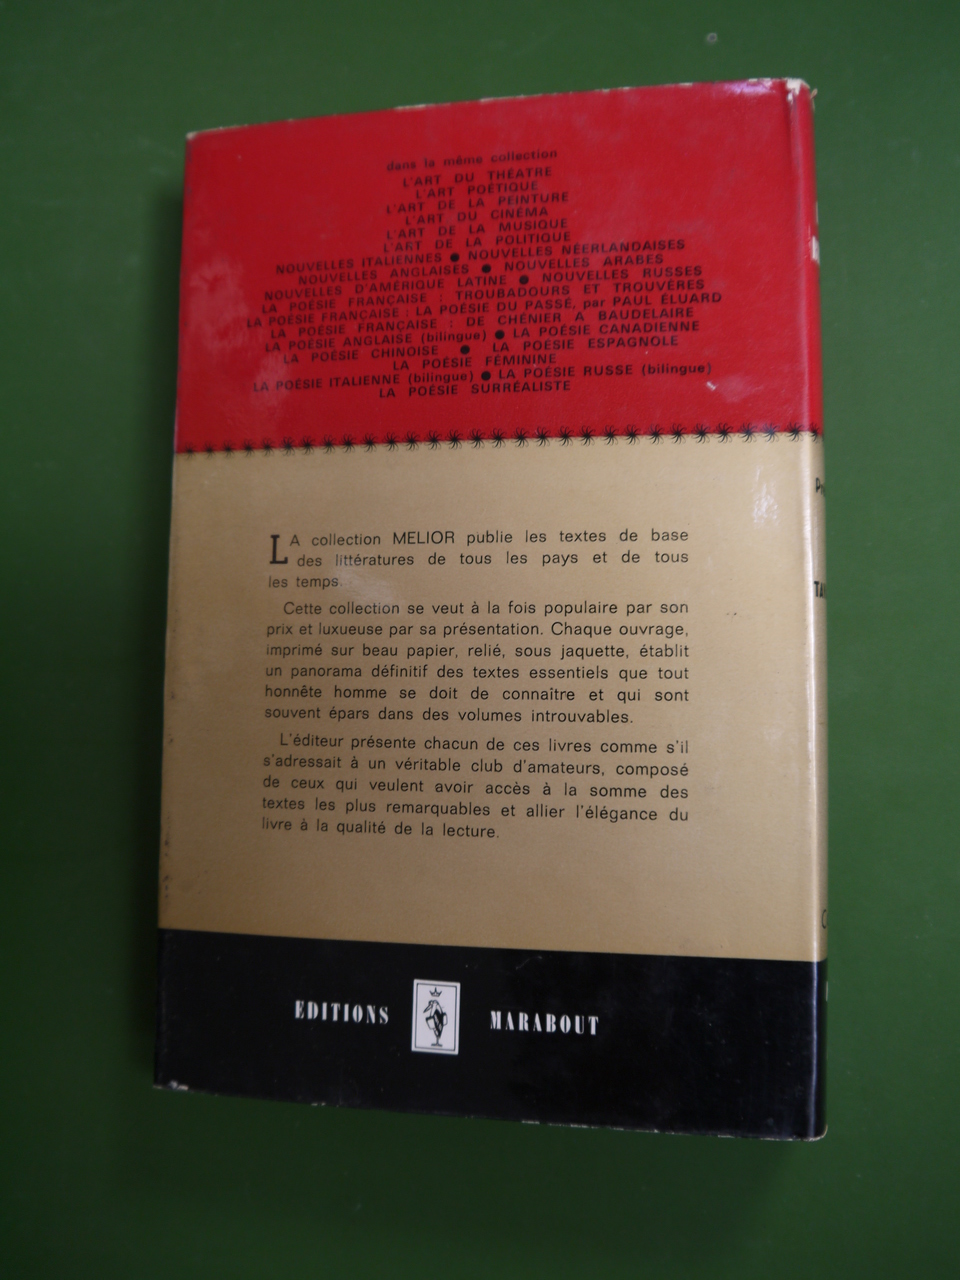 dans la même collection
L'ART DU THÉATRE
L'ART POÉTIQUE
L'ART DE LA PEINTURE
L'ART DU CINÉMA
L'ART DE LA MUSIQUE
L'ART DE LA POLITIQUE
NOUVELLES ITALIENNES ● NOUVELLES NÉERLANDAISES
NOUVELLES ANGLAISES ● NOUVELLES ARABES
NOUVELLES D'AMÉRIQUE LATINE ● NOUVELLES RUSSES
LA POÉSIE FRANÇAISE : TROUBADOURS ET TROUVÈRES
LA POÉSIE FRANÇAISE : LA POÉSIE DU PASSÉ, par PAUL ÉLUARD
LA POÉSIE FRANÇAISE : DE CHÉNIER A BAUDELAIRE
LA POÉSIE ANGLAISE (bilingue) ● LA POÉSIE CANADIENNE
LA POÉSIE CHINOISE ● LA POÉSIE ESPAGNOLE
LA POÉSIE FÉMININE
LA POÉSIE ITALIENNE (bilingue) ● LA POÉSIE RUSSE (bilingue)
LA POÉSIE SURRÉALISTE
LA collection MELIOR publie les textes de base
des littératures de tous les pays et de tous
les temps.
Cette collection se veut à la fois populaire par son
prix et luxueuse par sa présentation. Chaque ouvrage,
imprimé sur beau papier, relié, sous jaquette, établit
un panorama définitif des textes essentiels que tout
honnête homme se doit de connaître et qui sont
souvent épars dans des volumes introuvables.
L'éditeur présente chacun de ces livres comme s'il
s'adressait à un véritable club d'amateurs, composé
de ceux qui veulent avoir accès à la somme des
textes les plus remarquables et allier l'élégance du
livre à la qualité de la lecture.
EDITIONS MARABOUT